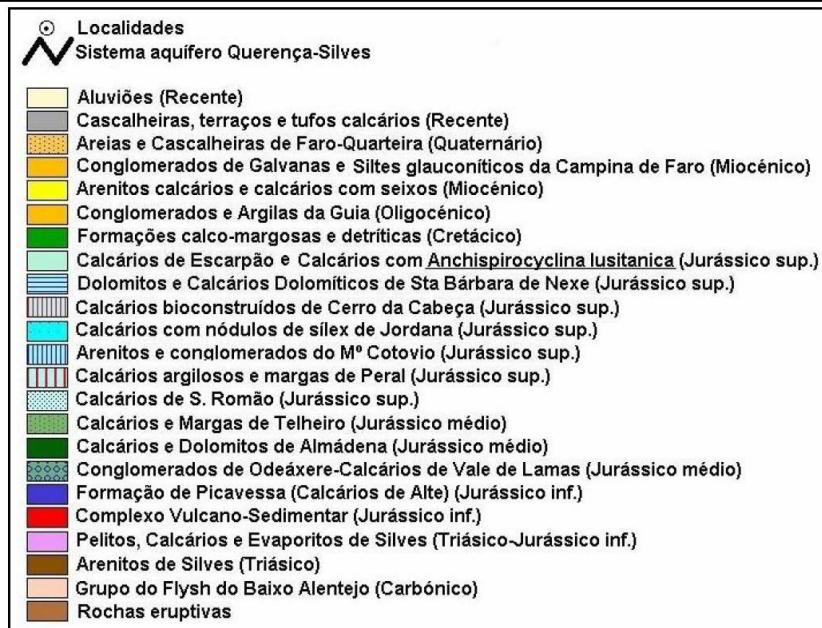 Localidades
Sistema aquífero Querença-Silves
Aluviões (Recente)
Cascalheiras, terraços e tufos calcários (Recente)
Areias e Cascalheiras de Faro-Quarteira (Quaternário)
Conglomerados de Galvanas e Siltes glauconíticos da Campina de Faro (Miocénico)
Arenitos calcários e calcários com seixos (Miocénico)
Conglomerados e Argilas da Guia (Oligocénico)
Formações calco-margosas e detríticas (Cretácico)
Calcários de Escarpão e Calcários com Anchispirocyclina lusitanica (Jurássico sup.)
Dolomitos e Calcários Dolomíticos de Sta Bárbara de Nexe (Jurássico sup.)
Calcários bioconstruídos de Cerro da Cabeça (Jurássico sup.)
Calcários com nódulos de sílex de Jordana (Jurássico sup.)
Arenitos e conglomerados do Mº Cotovio (Jurássico sup.)
Calcários argilosos e margas de Peral (Jurássico sup.)
Calcários de S. Romão (Jurássico sup.)
Calcários e Margas de Telheiro (Jurássico médio)
Calcários e Dolomitos de Almádena (Jurássico médio)
Conglomerados de Odeáxere-Calcários de Vale de Lamas (Jurássico médio)
Formação de Picavessa (Calcários de Alte) (Jurássico inf.)
Complexo Vulcano-Sedimentar (Jurássico inf.)
Pelitos, Calcários e Evaporitos de Silves (Triásico-Jurássico inf.)
Arenitos de Silves (Triásico)
Grupo do Flysh do Baixo Alentejo (Carbónico)
Rochas eruptivas